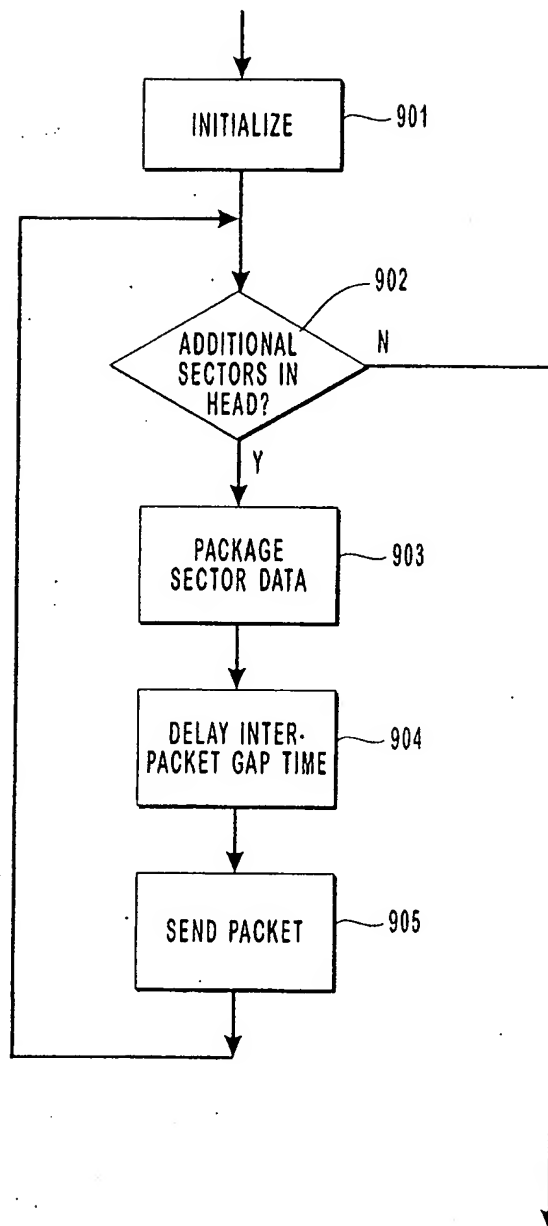 INITIALIZE
901
902
ADDITIONAL
SECTORS IN
HEAD?
N
Y
PACKAGE
SECTOR DATA
903
DELAY INTER-
PACKET GAP TIME
904
SEND PACKET
905